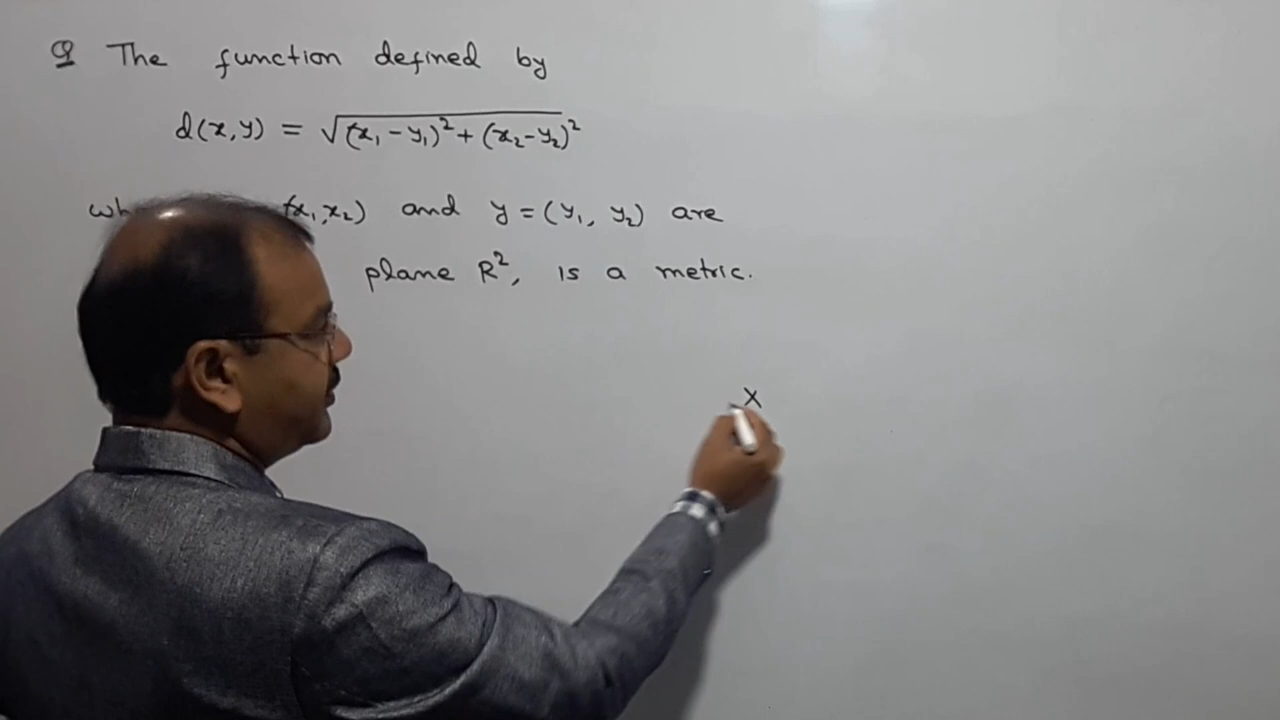 Q The function defined by
d(x,y) = √(x₁-y₁)²+(x₂-y₂)²
x₁,x₂) and y=(y₁, y₂) are
plane R², is a metric.
X